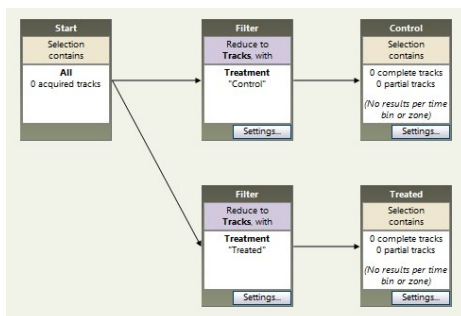 Start
Selection
contains
All
0 acquired tracks
Filter
Reduce to
Tracks, with
Treatment
"Control"
Settings...
Control
Selection
contains
0 complete tracks
0 partial tracks
(No results per time
bin or zone)
Settings...
Filter
Reduce to
Tracks, with
Treatment
"Treated"
Settings...
Treated
Selection
contains
0 complete tracks
0 partial tracks
(No results per time
bin or zone)
Settings...